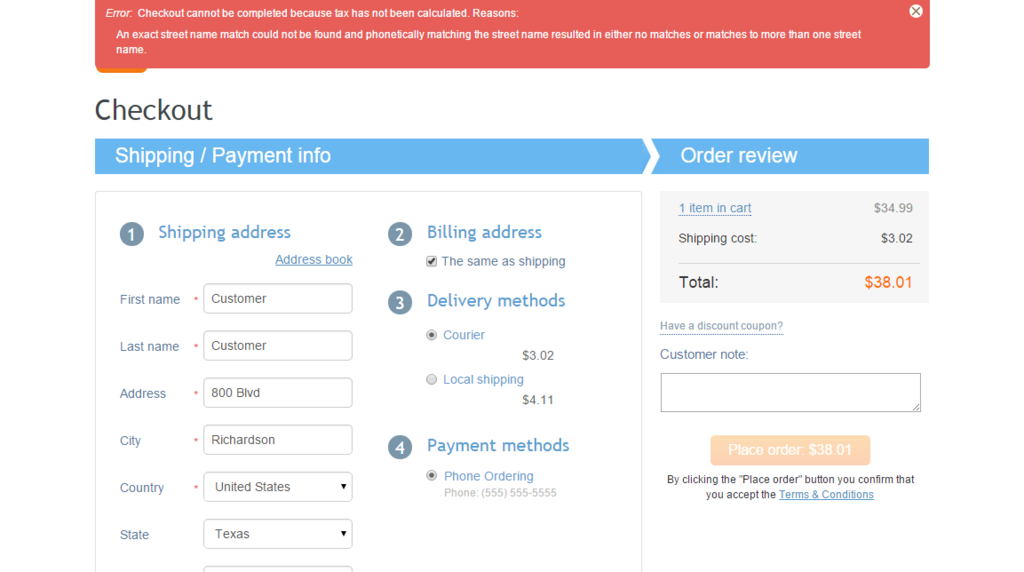 Error: Checkout cannot be completed because tax has not been calculated. Reasons:
An exact street name match could not be found and phonetically matching the street name resulted in either no matches or matches to more than one street
name.
Checkout
Shipping / Payment info
Order review
1 Shipping address
Address book
First name * Customer
Last name * Customer
Address * 800 Blvd
City * Richardson
Country * United States
State Texas
2 Billing address
The same as shipping
3 Delivery methods
Courier
$3.02
Local shipping
$4.11
4 Payment methods
Phone Ordering
Phone: (555) 555-5555
1 item in cart $34.99
Shipping cost: $3.02
Total: $38.01
Have a discount coupon?
Customer note:
Place order: $38.01
By clicking the "Place order" button you confirm that
you accept the Terms & Conditions